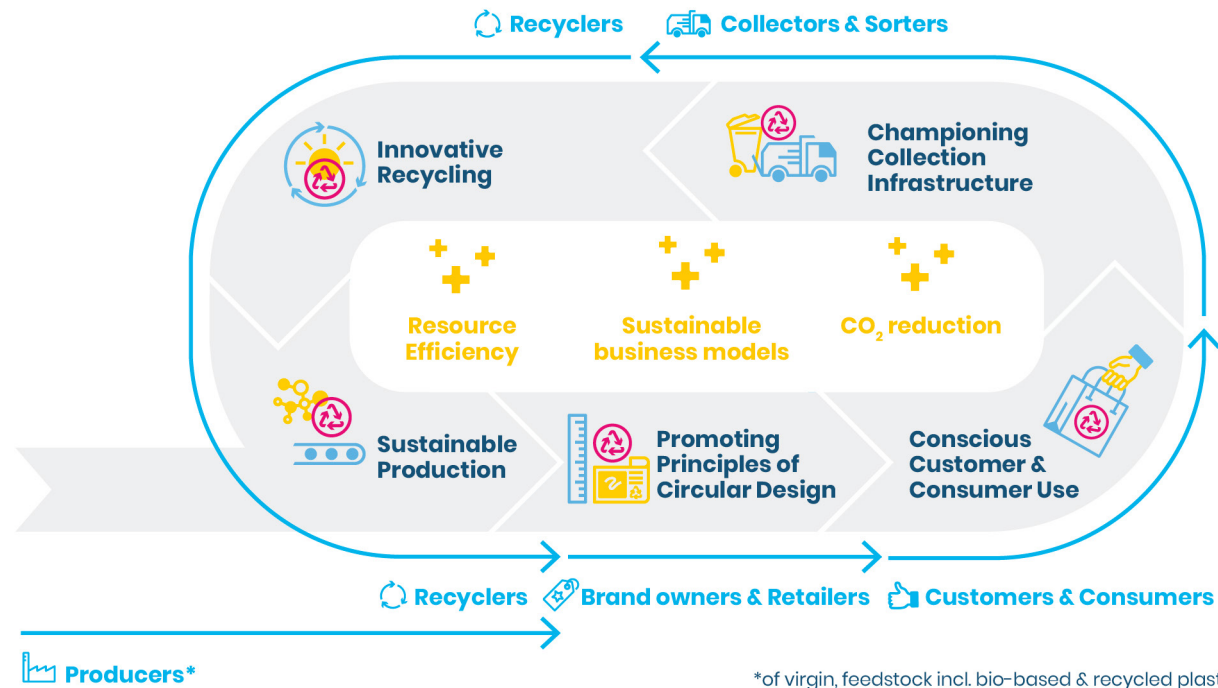 Recyclers
Collectors & Sorters
Innovative
Recycling
Championing
Collection
Infrastructure
Resource
Efficiency
Sustainable
business models
CO₂ reduction
Sustainable
Production
Promoting
Principles of
Circular Design
Conscious
Customer &
Consumer Use
Recyclers
Brand owners & Retailers
Customers & Consumers
Producers*
*of virgin, feedstock incl. bio-based & recycled plast